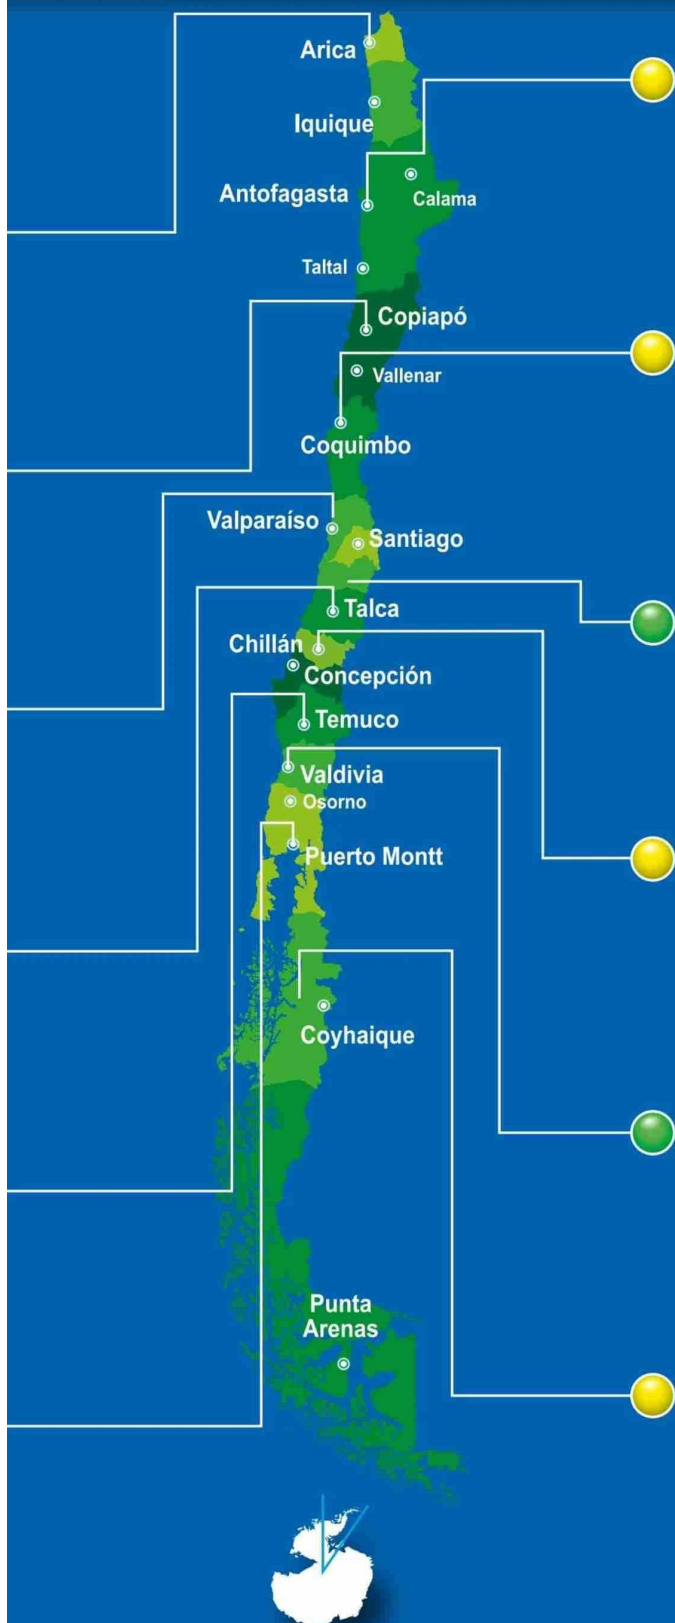 Arica
Iquique
Antofagasta
Calama
Taltal
Copiapó
Vallenar
Coquimbo
Valparaíso
Santiago
Talca
Chillán
Concepción
Temuco
Valdivia
Osorno
Puerto Montt
Coyhaique
Punta
Arenas